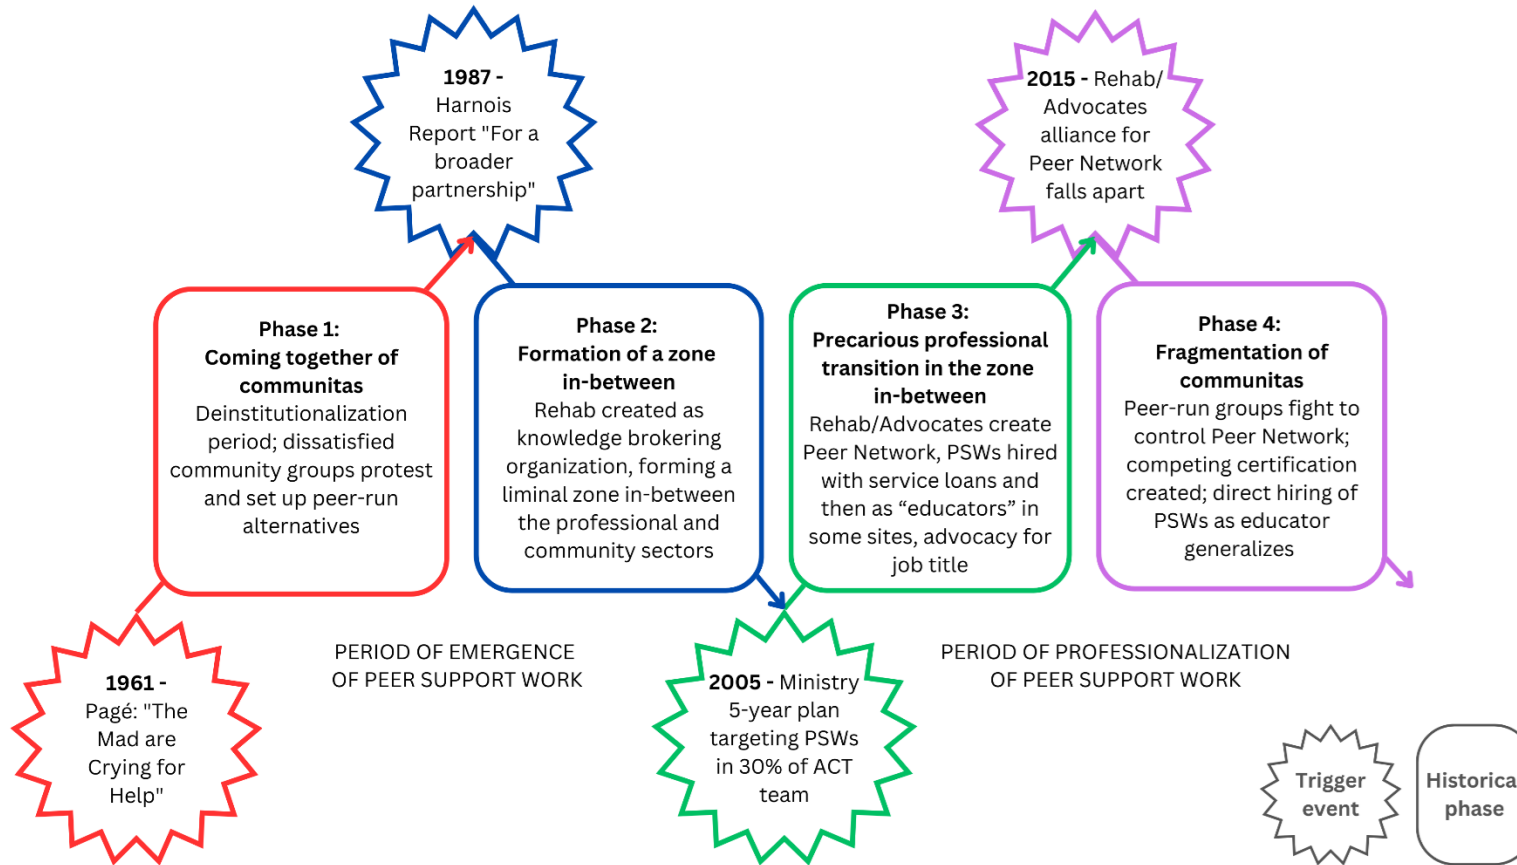 1987 -
Harnois
Report "For a
broader
partnership"
2015 - Rehab/
Advocates
alliance for
Peer Network
falls apart
Phase 1:
Coming together of
communitas
Deinstitutionalization
period; dissatisfied
community groups protest
and set up peer-run
alternatives
Phase 2:
Formation of a zone
in-between
Rehab created as
knowledge brokering
organization, forming a
liminal zone in-between
the professional and
community sectors
Phase 3:
Precarious professional
transition in the zone
in-between
Rehab/Advocates create
Peer Network, PSWs hired
with service loans and
then as “educators” in
some sites, advocacy for
job title
Phase 4:
Fragmentation of
communitas
Peer-run groups fight to
control Peer Network;
competing certification
created; direct hiring of
PSWs as educator
generalizes
1961 -
Pagé: "The
Mad are
Crying for
Help"
PERIOD OF EMERGENCE
OF PEER SUPPORT WORK
2005 - Ministry
5-year plan
targeting PSWs
in 30% of ACT
team
PERIOD OF PROFESSIONALIZATION
OF PEER SUPPORT WORK
Trigger
event
Historica
phase